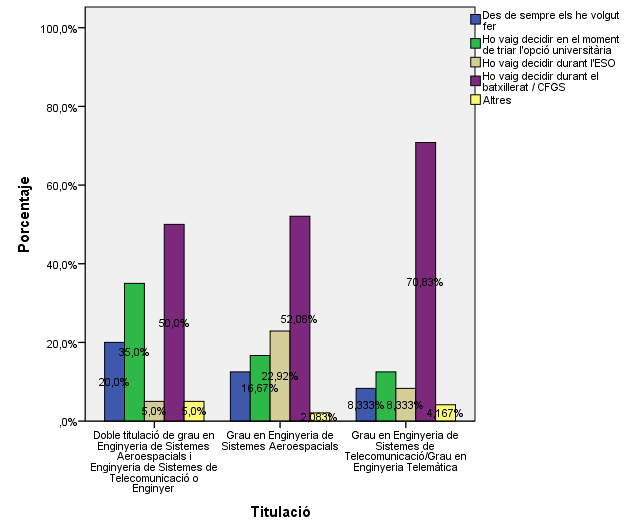 Des de sempre els he volgut
fer
Ho vaig decidir en el moment
de triar l'opció universitària
Ho vaig decidir durant l'ESO
Ho vaig decidir durant el
batxillerat / CFGS
Altres
100,0%
80,0%
60,0%
40,0%
20,0%
,0%
Porcentaje
20,0%
35,0%
5,0%
50,0%
5,0%
16,67%
22,92%
52,08%
2,083%
8,333%
8,333%
70,83%
4,167%
Doble titulació de grau en
Enginyeria de Sistemes
Aeroespacials i
Enginyeria de Sistemes de
Telecomunicació o
Enginyer
Grau en Enginyeria de
Sistemes Aeroespacials
Grau en Enginyeria de
Sistemes de
Telecomunicació/Grau en
Enginyeria Telemàtica
Titulació